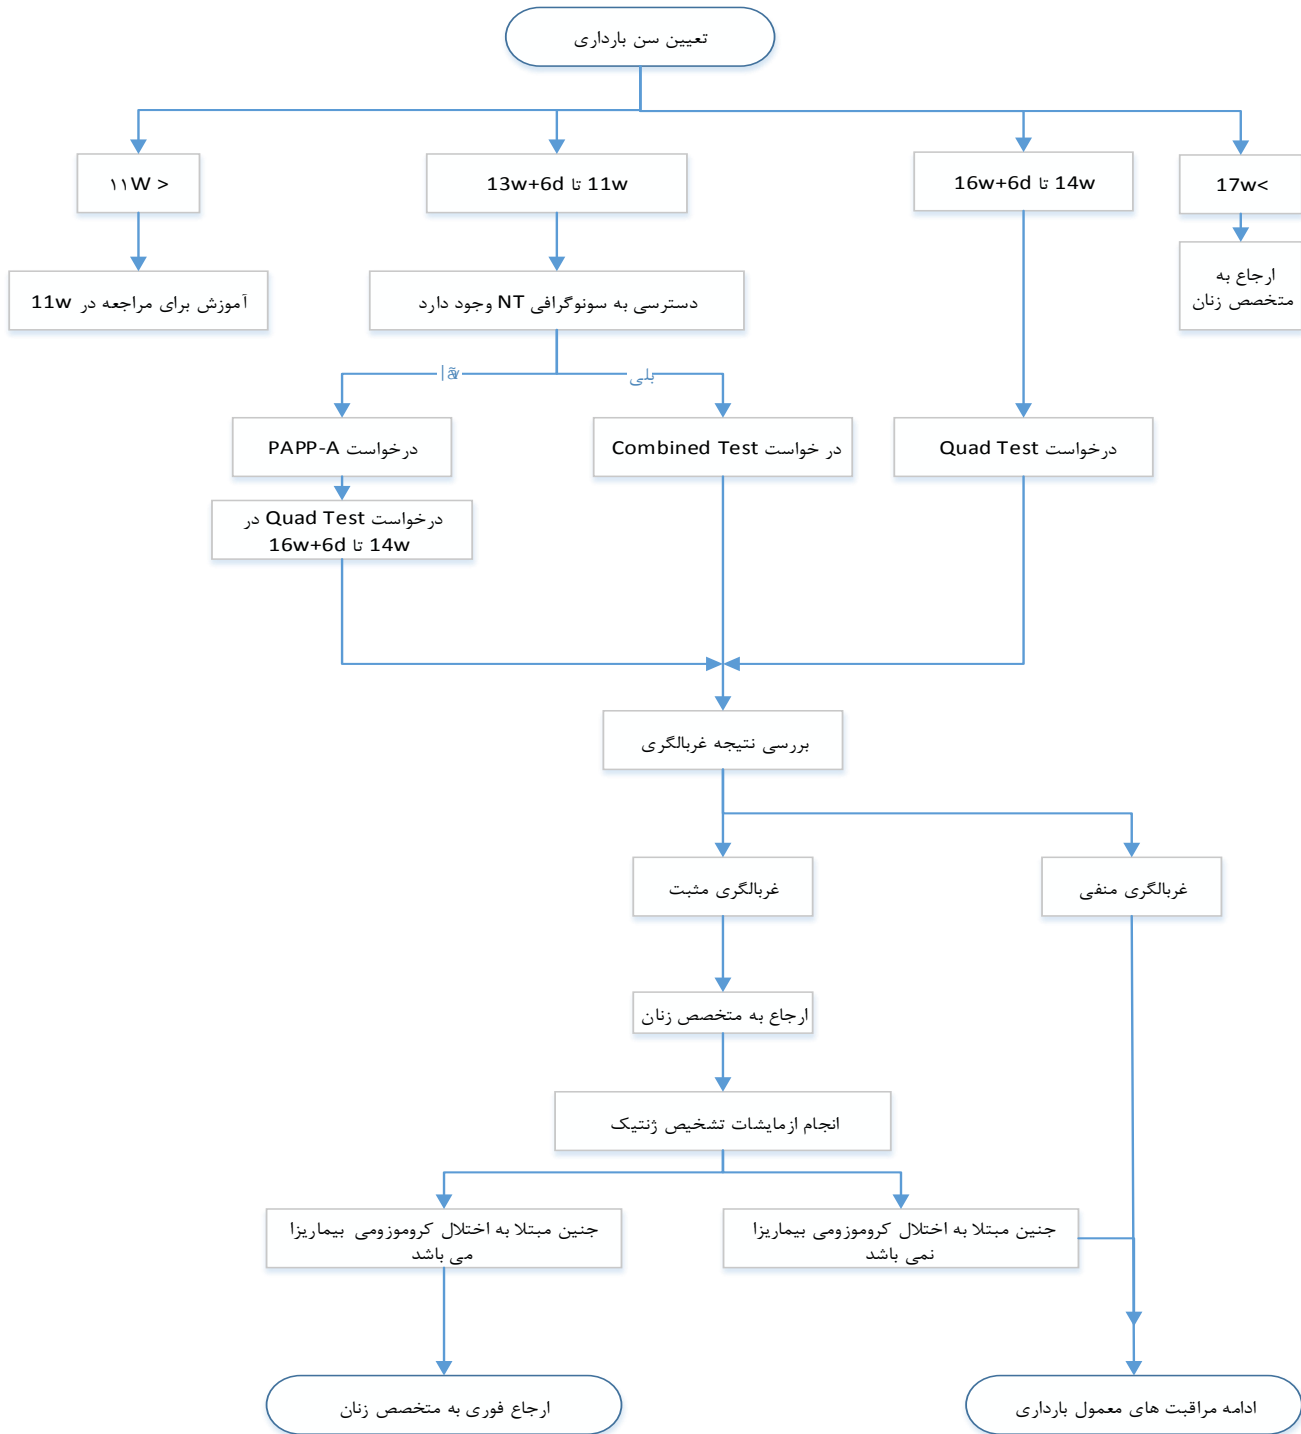 تعیین سن بارداری
۱۱W >
11w تا 13w+6d
14w تا 16w+6d
17w<
آموزش برای مراجعه در 11w
دسترسی به سونوگرافی NT وجود دارد
ارجاع به
متخصص زنان
بلی
درخواست PAPP-A
در خواست Combined Test
درخواست Quad Test
درخواست Quad Test در
14w تا 16w+6d
بررسی نتیجه غربالگری
غربالگری مثبت
غربالگری منفی
ارجاع به متخصص زنان
انجام ازمایشات تشخیص ژنتیک
جنین مبتلا به اختلال کروموزومی بیماریزا
می باشد
جنین مبتلا به اختلال کروموزومی بیماریزا
نمی باشد
ارجاع فوری به متخصص زنان
ادامه مراقبت های معمول بارداری